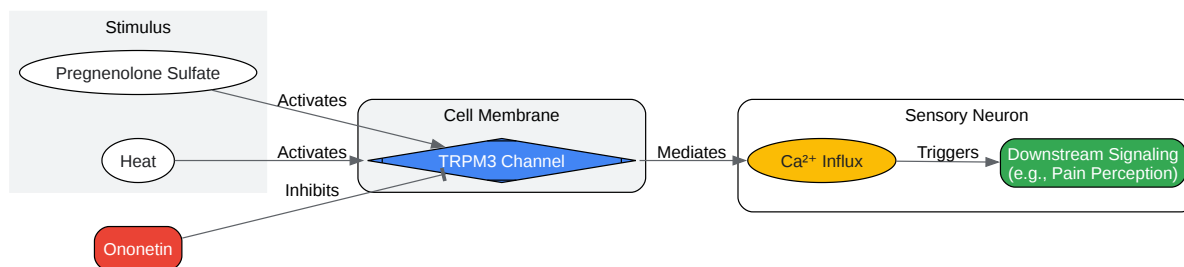 Stimulus
Pregnenolone Sulfate
Activates
Cell Membrane
Sensory Neuron
Heat
Activates
TRPM3 Channel
Mediates
Ca²⁺ Influx
Triggers
Downstream Signaling
(e.g., Pain Perception)
Inhibits
Ononetin